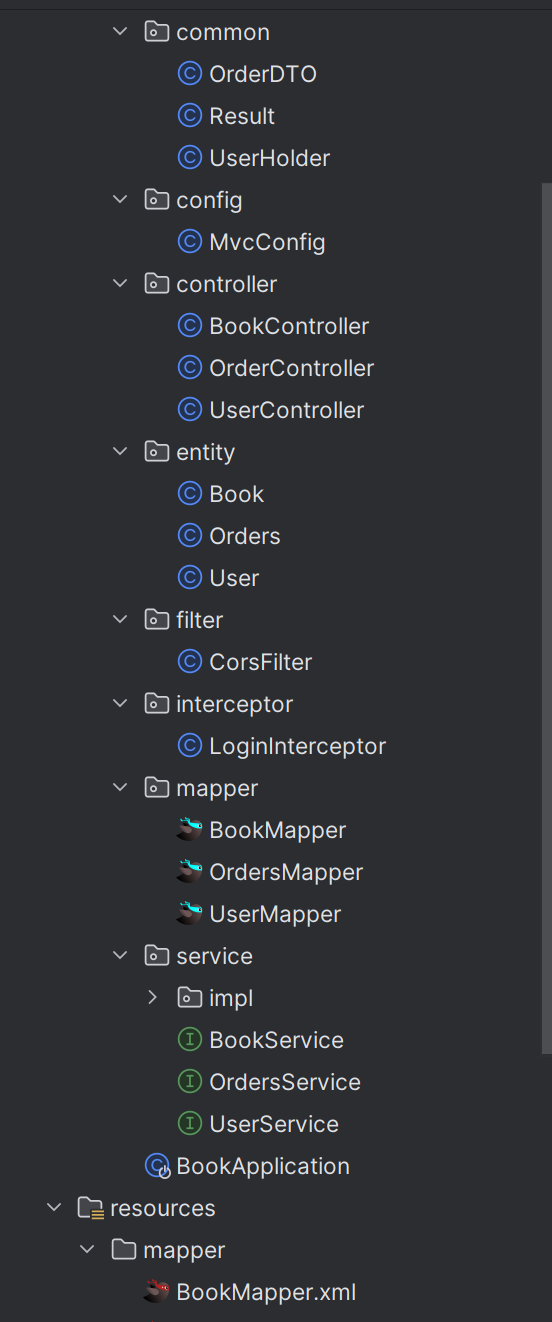 common
OrderDTO
Result
UserHolder
config
MvcConfig
controller
BookController
OrderController
UserController
entity
Book
Orders
User
filter
CorsFilter
interceptor
LoginInterceptor
mapper
BookMapper
OrdersMapper
UserMapper
service
impl
BookService
OrdersService
UserService
BookApplication
resources
mapper
BookMapper.xml